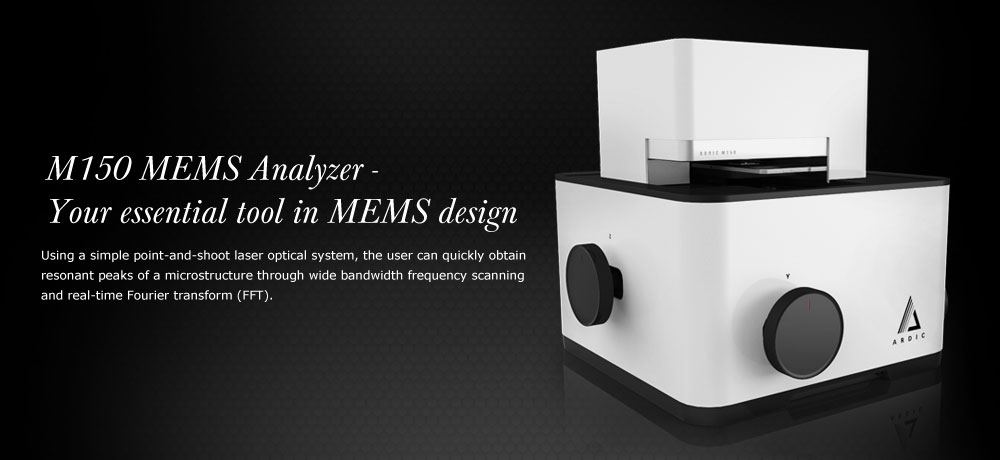 M150 MEMS Analyzer -
Your essential tool in MEMS design
Using a simple point-and-shoot laser optical system, the user can quickly obtain
resonant peaks of a microstructure through wide bandwidth frequency scanning
and real-time Fourier transform (FFT).
ARDIC M150
Z
Y
ARDIC